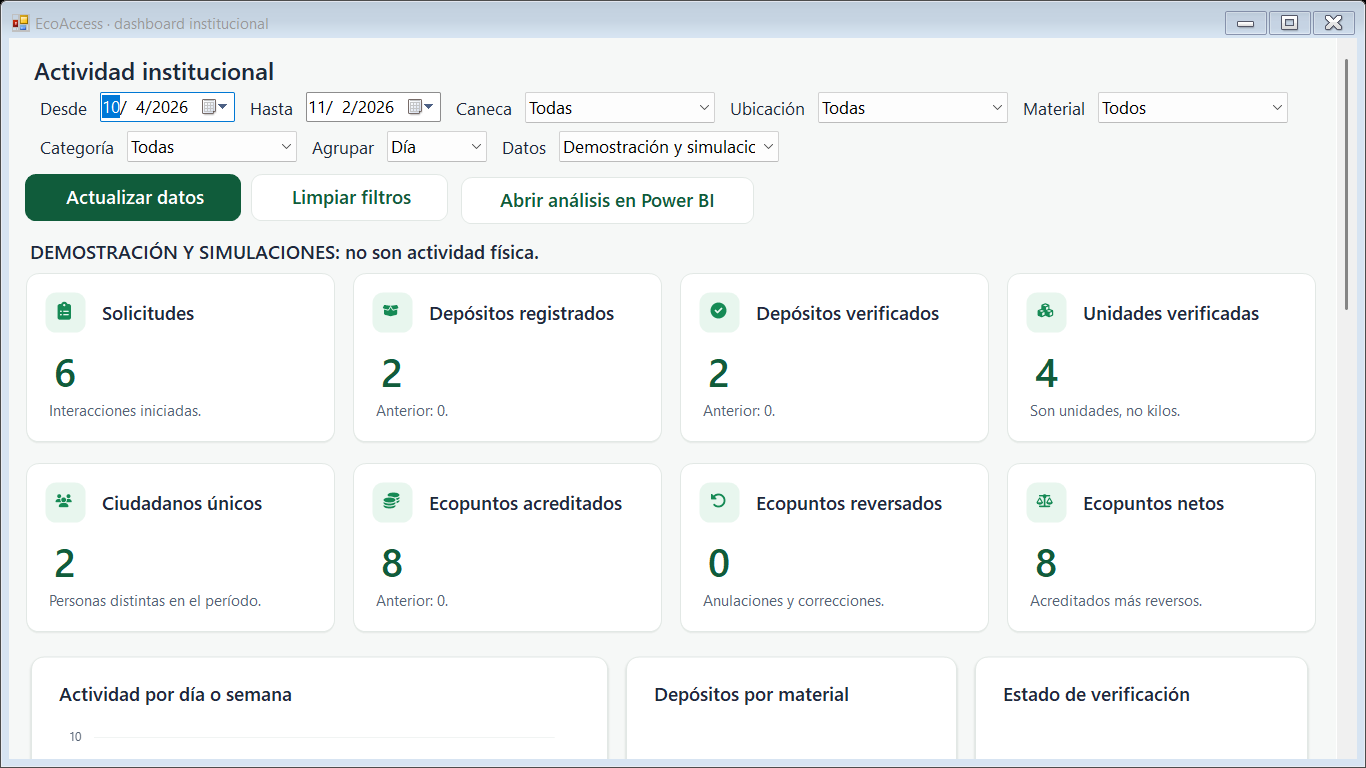 EcoAccess · dashboard institucional
Actividad institucional
Desde 10/ 4/2026 Hasta 11/ 2/2026 Caneca Todas Ubicación Todas Material Todos
Categoría Todas Agrupar Día Datos Demostración y simulacic
Actualizar datos Limpiar filtros Abrir análisis en Power BI
DEMOSTRACIÓN Y SIMULACIONES: no son actividad física.
Solicitudes Depósitos registrados Depósitos verificados Unidades verificadas
6 2 2 4
Interacciones iniciadas. Anterior: 0. Anterior: 0. Son unidades, no kilos.
Ciudadanos únicos Ecopuntos acreditados Ecopuntos reversados Ecopuntos netos
2 8 0 8
Personas distintas en el período. Anterior: 0. Anulaciones y correcciones. Acreditados más reversos.
Actividad por día o semana Depósitos por material Estado de verificación
10